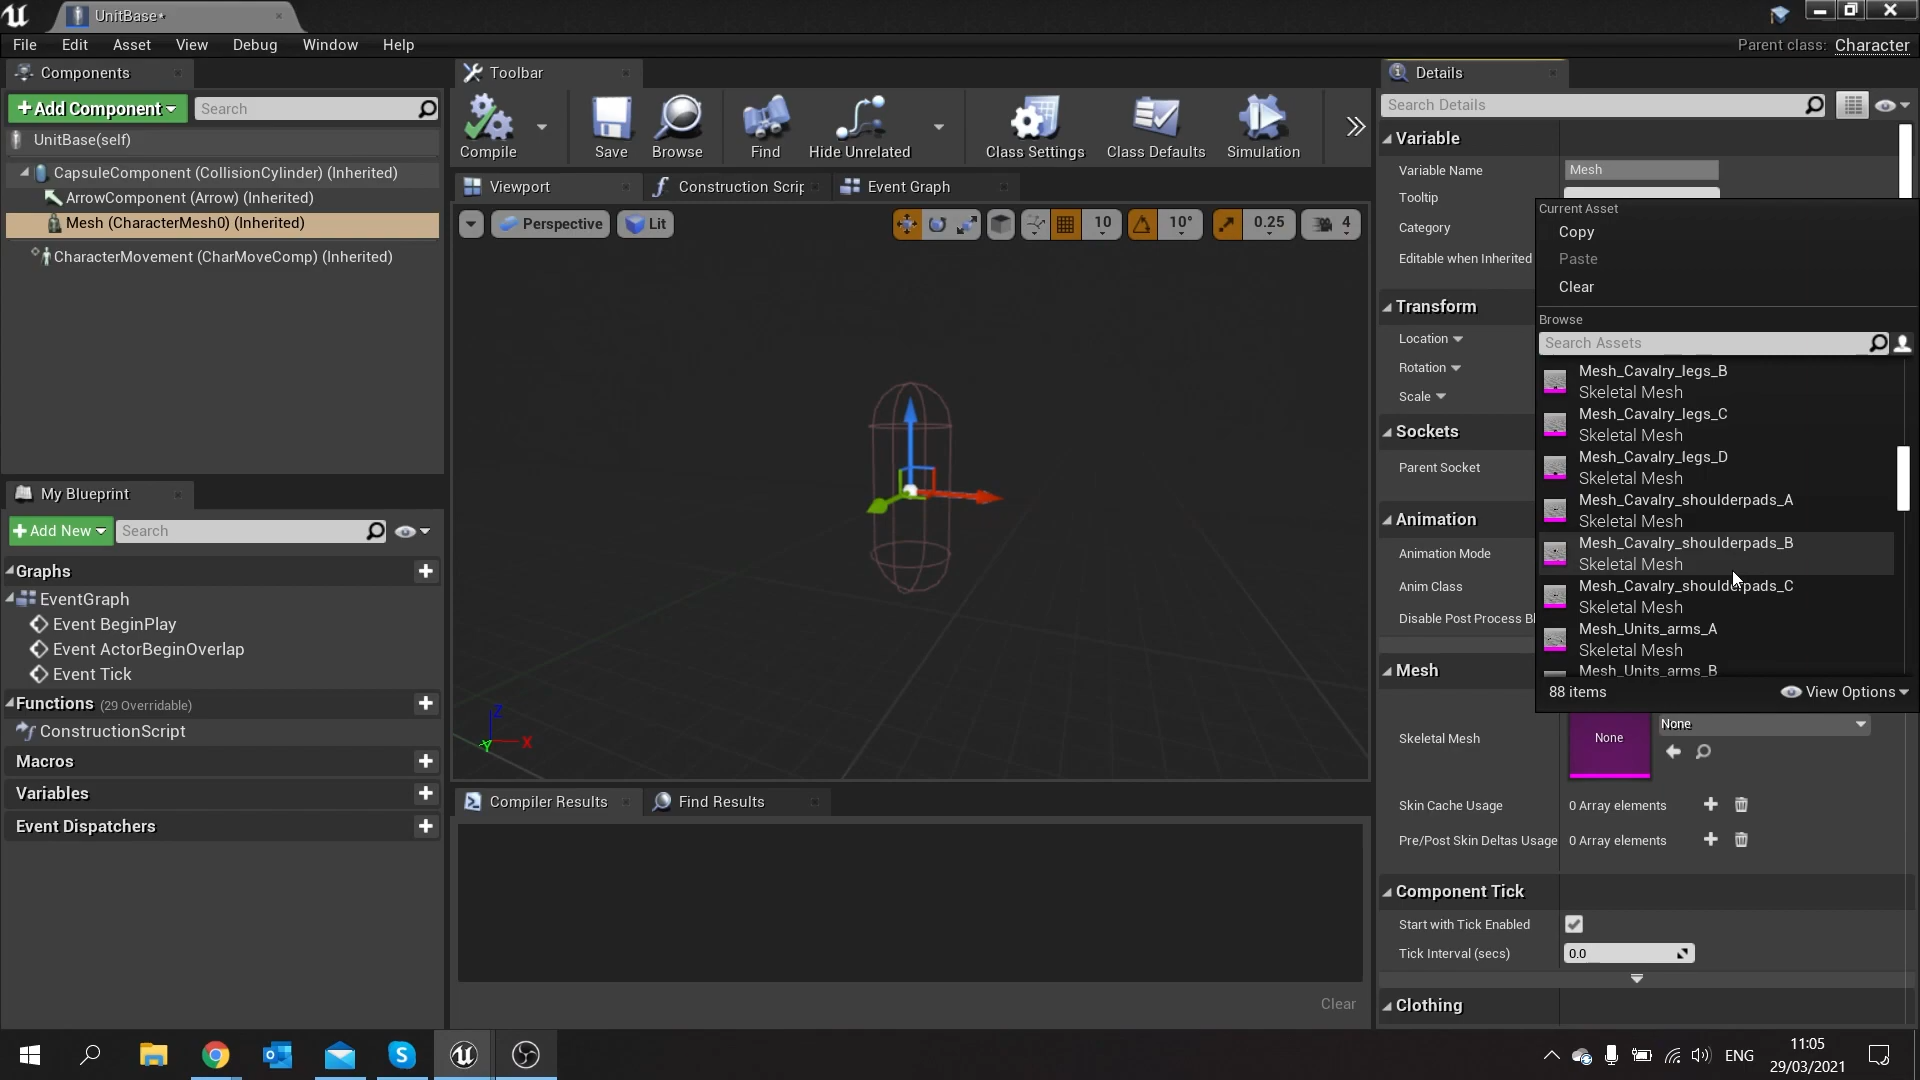 UnitBase*
File Edit Asset View Debug Window Help
Parent class: Character
Components
+Add Component
Search
UnitBase(self)
CapsuleComponent (CollisionCylinder) (Inherited)
ArrowComponent (Arrow) (Inherited)
Mesh (CharacterMesh0) (Inherited)
CharacterMovement (CharMoveComp) (Inherited)
My Blueprint
+Add New
Search
Graphs
EventGraph
Event BeginPlay
Event ActorBeginOverlap
Event Tick
Functions (29 Overridable)
ConstructionScript
Macros
Variables
Event Dispatchers
Toolbar
Compile Save Browse Find Hide Unrelated Class Settings Class Defaults Simulation
Viewport Construction Scrip Event Graph
Perspective Lit 10 10° 0.25 4
Z
Y X
Compiler Results Find Results
Clear
Details
Search Details
Variable
Variable Name Mesh
Tooltip
Category
Editable when Inherited
Transform
Location
Rotation
Scale
Sockets
Parent Socket
Animation
Animation Mode
Anim Class
Disable Post Process Bl
Mesh
Current Asset
Copy
Paste
Clear
Browse
Search Assets
Mesh_Cavalry_legs_B
Skeletal Mesh
Mesh_Cavalry_legs_C
Skeletal Mesh
Mesh_Cavalry_legs_D
Skeletal Mesh
Mesh_Cavalry_shoulderpads_A
Skeletal Mesh
Mesh_Cavalry_shoulderpads_B
Skeletal Mesh
Mesh_Cavalry_shoulderpads_C
Skeletal Mesh
Mesh_Units_arms_A
Skeletal Mesh
Mesh_Units_arms_B
88 items View Options
Skeletal Mesh None None
Skin Cache Usage 0 Array elements
Pre/Post Skin Deltas Usage 0 Array elements
Component Tick
Start with Tick Enabled
Tick Interval (secs) 0.0
Clothing
ENG
11:05
29/03/2021